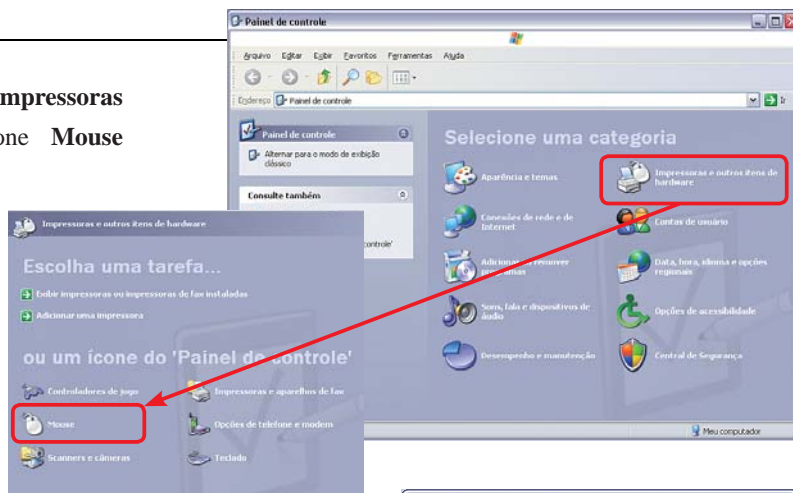 Painel de controle
Arquivo Editar Exibir Favoritos Ferramentas Ajuda
Endereço Painel de controle Ir
Impressoras
one Mouse
Painel de controle
Alternar para o modo de exibição
clássico
Consulte também
controle'
Selecione uma categoria
Aparência e temas
Impressoras e outros itens de
hardware
Conexões de rede e de
Internet
Contas de usuário
Adicionar ou remover
programas
Data, hora, idioma e opções
regionais
Sons, fala e dispositivos de
áudio
Opções de acessibilidade
Desempenho e manutenção
Central de Segurança
Meu computador
Impressoras e outros itens de hardware
Escolha uma tarefa...
Exibir impressoras ou impressoras de fax instaladas
Adicionar uma impressora
ou um ícone do 'Painel de controle'
Controladores de jogo
Impressoras e aparelhos de fax
Mouse
Opções de telefone e modem
Scanners e câmeras
Teclado